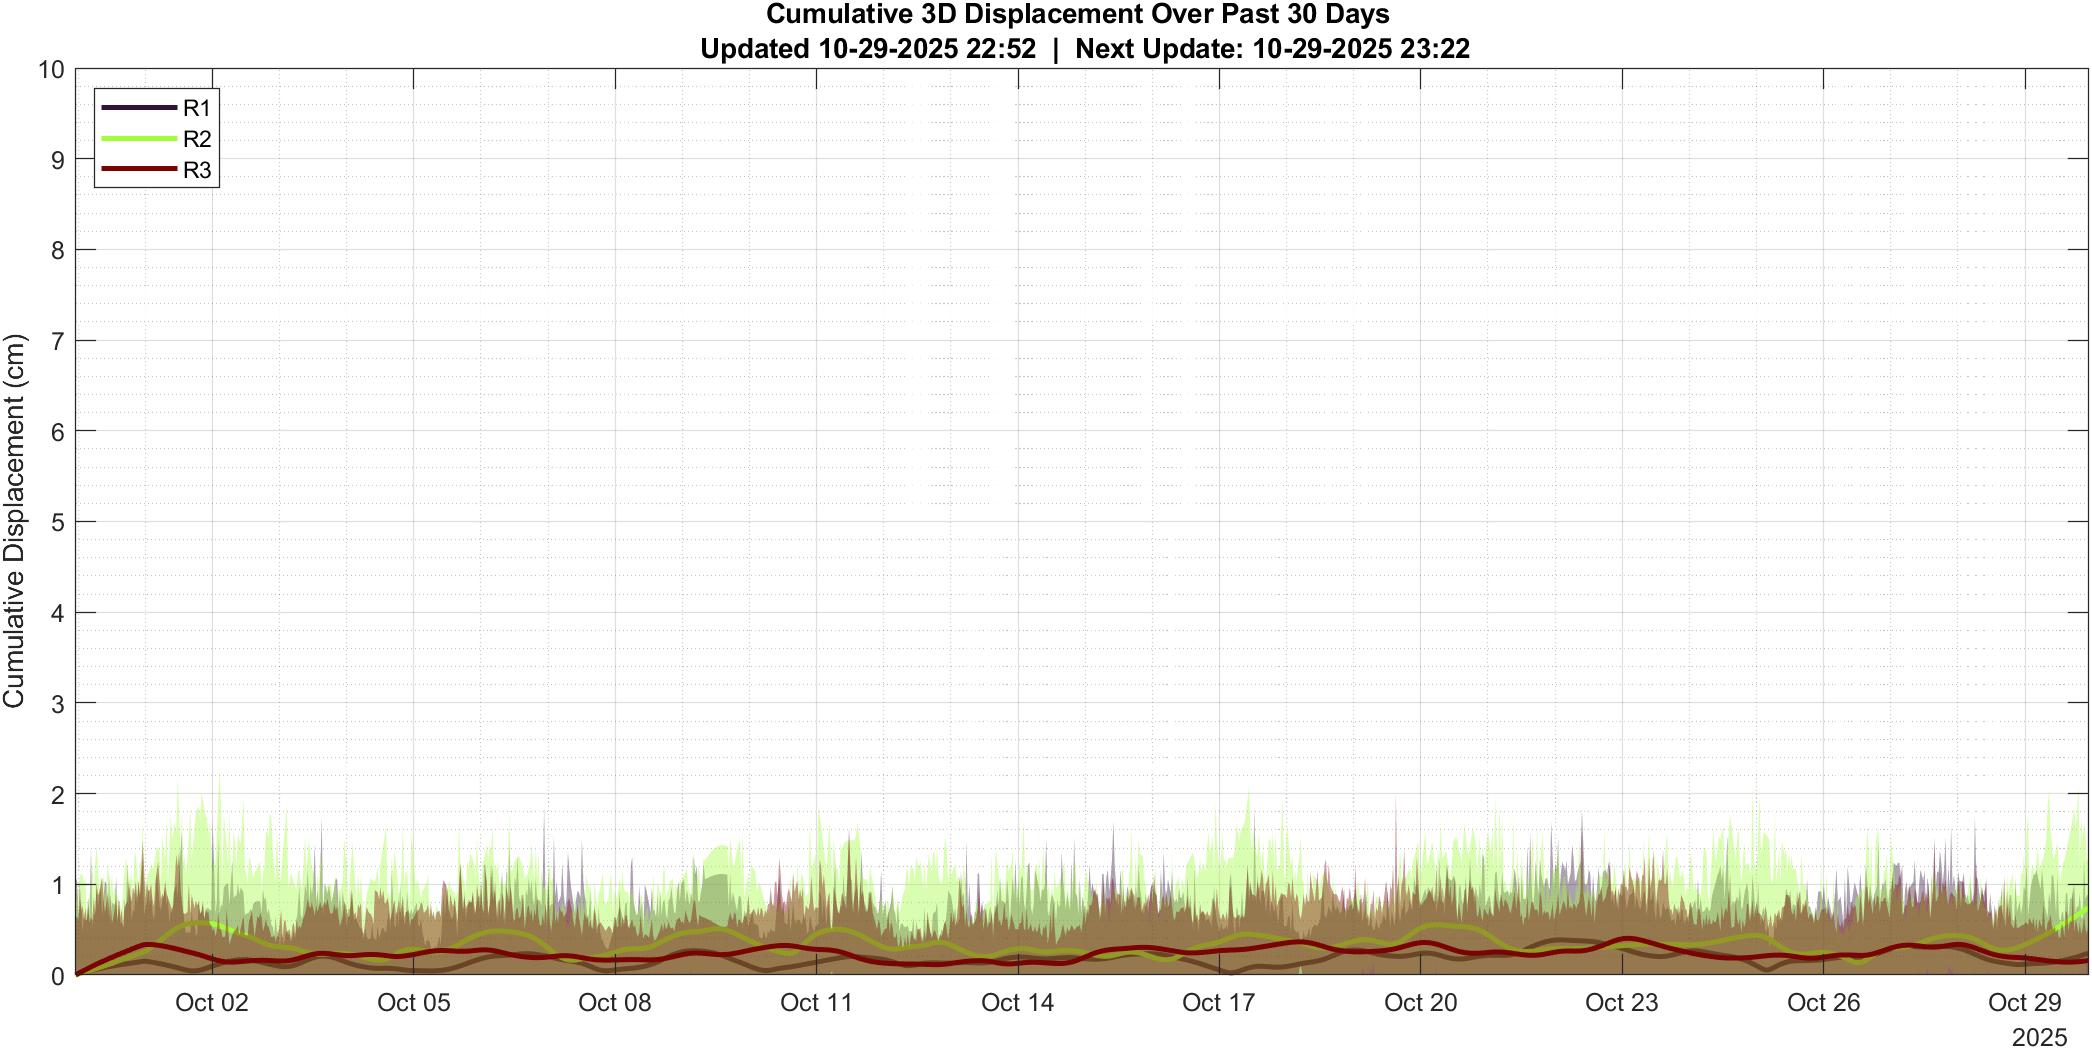 Cumulative 3D Displacement Over Past 30 Days
Updated 10-29-2025 22:52 | Next Update: 10-29-2025 23:22
R1
R2
R3
Cumulative Displacement (cm)
10
9
8
7
6
5
4
3
2
1
0
Oct 02
Oct 05
Oct 08
Oct 11
Oct 14
Oct 17
Oct 20
Oct 23
Oct 26
Oct 29
2025